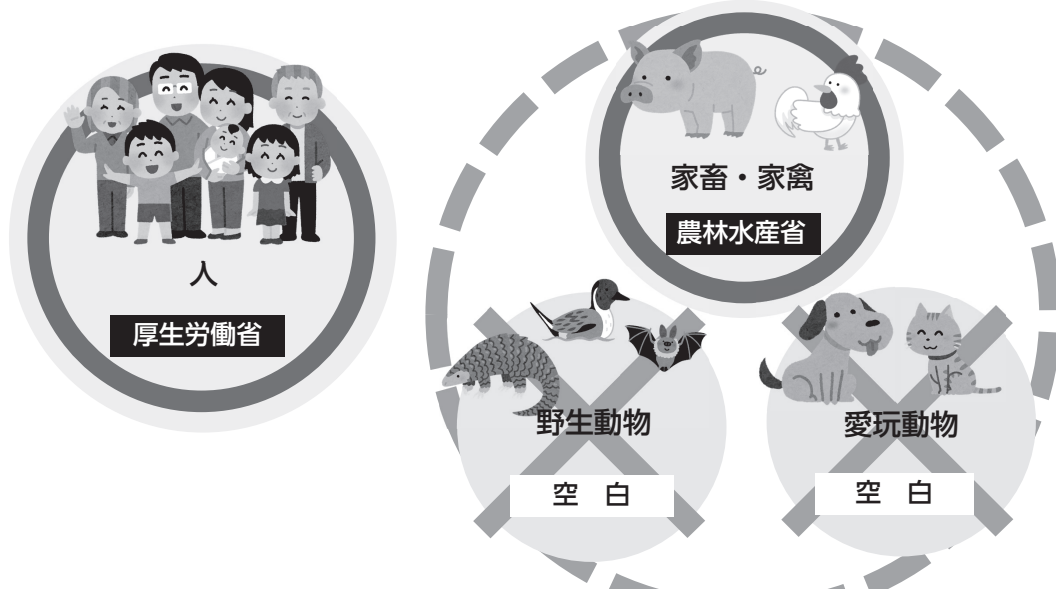 人
厚生労働省
家畜・家禽
農林水産省
野生動物
空 白
愛玩動物
空 白